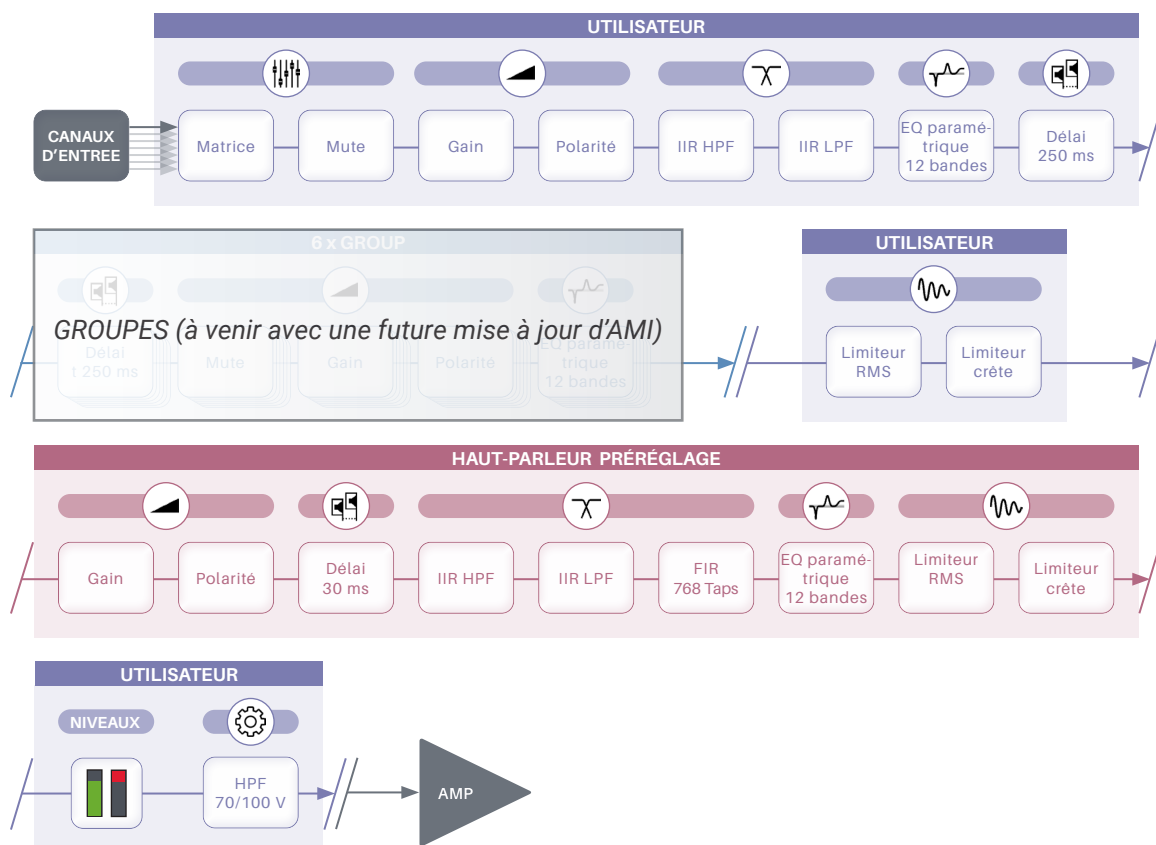 UTILISATEUR
CANAUX
D'ENTREE
Matrice
Mute
Gain
Polarité
IIR HPF
IIR LPF
EQ paramé-
trique
12 bandes
Délai
250 ms
6 x GROUP
GROUPES (à venir avec une future mise à jour d'AMI)
Délai
t 250 ms
Mute
Gain
Polarité
EQ paramé-
trique
12 bandes
UTILISATEUR
Limiteur
RMS
Limiteur
crête
HAUT-PARLEUR PRÉRÉGLAGE
Gain
Polarité
Délai
30 ms
IIR HPF
IIR LPF
FIR
768 Taps
EQ paramé-
trique
12 bandes
Limiteur
RMS
Limiteur
crête
UTILISATEUR
NIVEAUX
HPF
70/100 V
AMP